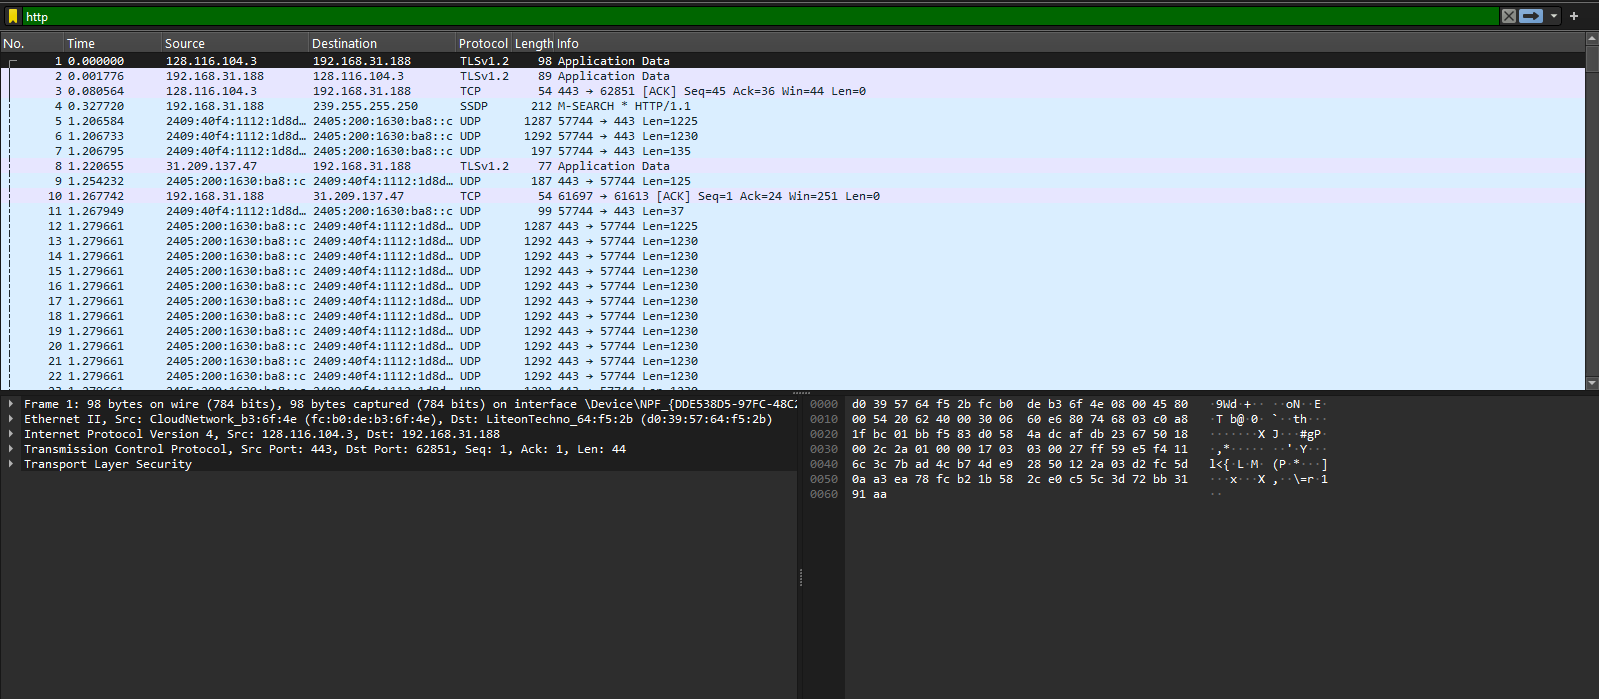 http
No. Time Source Destination Protocol Length Info
1 0.000000 128.116.104.3 192.168.31.188 TLSv1.2 98 Application Data
2 0.001776 192.168.31.188 128.116.104.3 TLSv1.2 89 Application Data
3 0.080564 128.116.104.3 192.168.31.188 TCP 54 443 → 62851 [ACK] Seq=45 Ack=36 Win=44 Len=0
4 0.327720 192.168.31.188 239.255.255.250 SSDP 212 M-SEARCH * HTTP/1.1
5 1.206584 2409:40f4:1112:1d8d… 2405:200:1630:ba8::c UDP 1287 57744 → 443 Len=1225
6 1.206733 2409:40f4:1112:1d8d… 2405:200:1630:ba8::c UDP 1292 57744 → 443 Len=1230
7 1.206795 2409:40f4:1112:1d8d… 2405:200:1630:ba8::c UDP 197 57744 → 443 Len=135
8 1.220655 31.209.137.47 192.168.31.188 TLSv1.2 77 Application Data
9 1.254232 2405:200:1630:ba8::c 2409:40f4:1112:1d8d… UDP 187 443 → 57744 Len=125
10 1.267742 192.168.31.188 31.209.137.47 TCP 54 61697 → 61613 [ACK] Seq=1 Ack=24 Win=251 Len=0
11 1.267949 2409:40f4:1112:1d8d… 2405:200:1630:ba8::c UDP 99 57744 → 443 Len=37
12 1.279661 2405:200:1630:ba8::c 2409:40f4:1112:1d8d… UDP 1287 443 → 57744 Len=1225
13 1.279661 2405:200:1630:ba8::c 2409:40f4:1112:1d8d… UDP 1292 443 → 57744 Len=1230
14 1.279661 2405:200:1630:ba8::c 2409:40f4:1112:1d8d… UDP 1292 443 → 57744 Len=1230
15 1.279661 2405:200:1630:ba8::c 2409:40f4:1112:1d8d… UDP 1292 443 → 57744 Len=1230
16 1.279661 2405:200:1630:ba8::c 2409:40f4:1112:1d8d… UDP 1292 443 → 57744 Len=1230
17 1.279661 2405:200:1630:ba8::c 2409:40f4:1112:1d8d… UDP 1292 443 → 57744 Len=1230
18 1.279661 2405:200:1630:ba8::c 2409:40f4:1112:1d8d… UDP 1292 443 → 57744 Len=1230
19 1.279661 2405:200:1630:ba8::c 2409:40f4:1112:1d8d… UDP 1292 443 → 57744 Len=1230
20 1.279661 2405:200:1630:ba8::c 2409:40f4:1112:1d8d… UDP 1292 443 → 57744 Len=1230
21 1.279661 2405:200:1630:ba8::c 2409:40f4:1112:1d8d… UDP 1292 443 → 57744 Len=1230
22 1.279661 2405:200:1630:ba8::c 2409:40f4:1112:1d8d… UDP 1292 443 → 57744 Len=1230
Frame 1: 98 bytes on wire (784 bits), 98 bytes captured (784 bits) on interface \Device\NPF_{DDE538D5-97FC-48C2
Ethernet II, Src: CloudNetwork_b3:6f:4e (fc:b0:de:b3:6f:4e), Dst: LiteonTechno_64:f5:2b (d0:39:57:64:f5:2b)
Internet Protocol Version 4, Src: 128.116.104.3, Dst: 192.168.31.188
Transmission Control Protocol, Src Port: 443, Dst Port: 62851, Seq: 1, Ack: 1, Len: 44
Transport Layer Security
0000 d0 39 57 64 f5 2b fc b0 de b3 6f 4e 08 00 45 80 ·9Wd·+·· ··oN··E·
0010 00 54 20 62 40 00 30 06 60 e6 80 74 68 03 c0 a8 ·T b@·0· `··th···
0020 1f bc 01 bb f5 83 d0 58 4a dc af db 23 67 50 18 ·······X J···#gP·
0030 00 2c 2a 01 00 00 17 03 03 00 27 ff 59 e5 f4 11 ·,*····· ··'·Y···
0040 6c 3c 7b ad 4c b7 4d e9 28 50 12 2a 03 d2 fc 5d l<{·L·M· (P·*···]
0050 0a a3 ea 78 fc b2 1b 58 2c e0 c5 5c 3d 72 bb 31 ···x···X ,··\=r·1
0060 91 aa ··